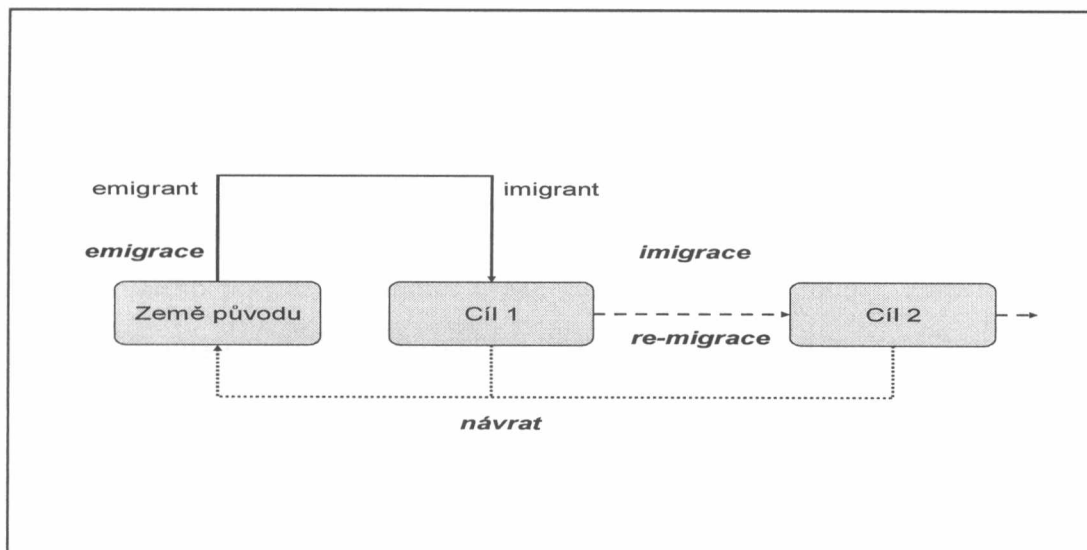 emigrant
imigrant
emigrace
imigrace
Země původu
Cíl 1
Cíl 2
re-migrace
návrat